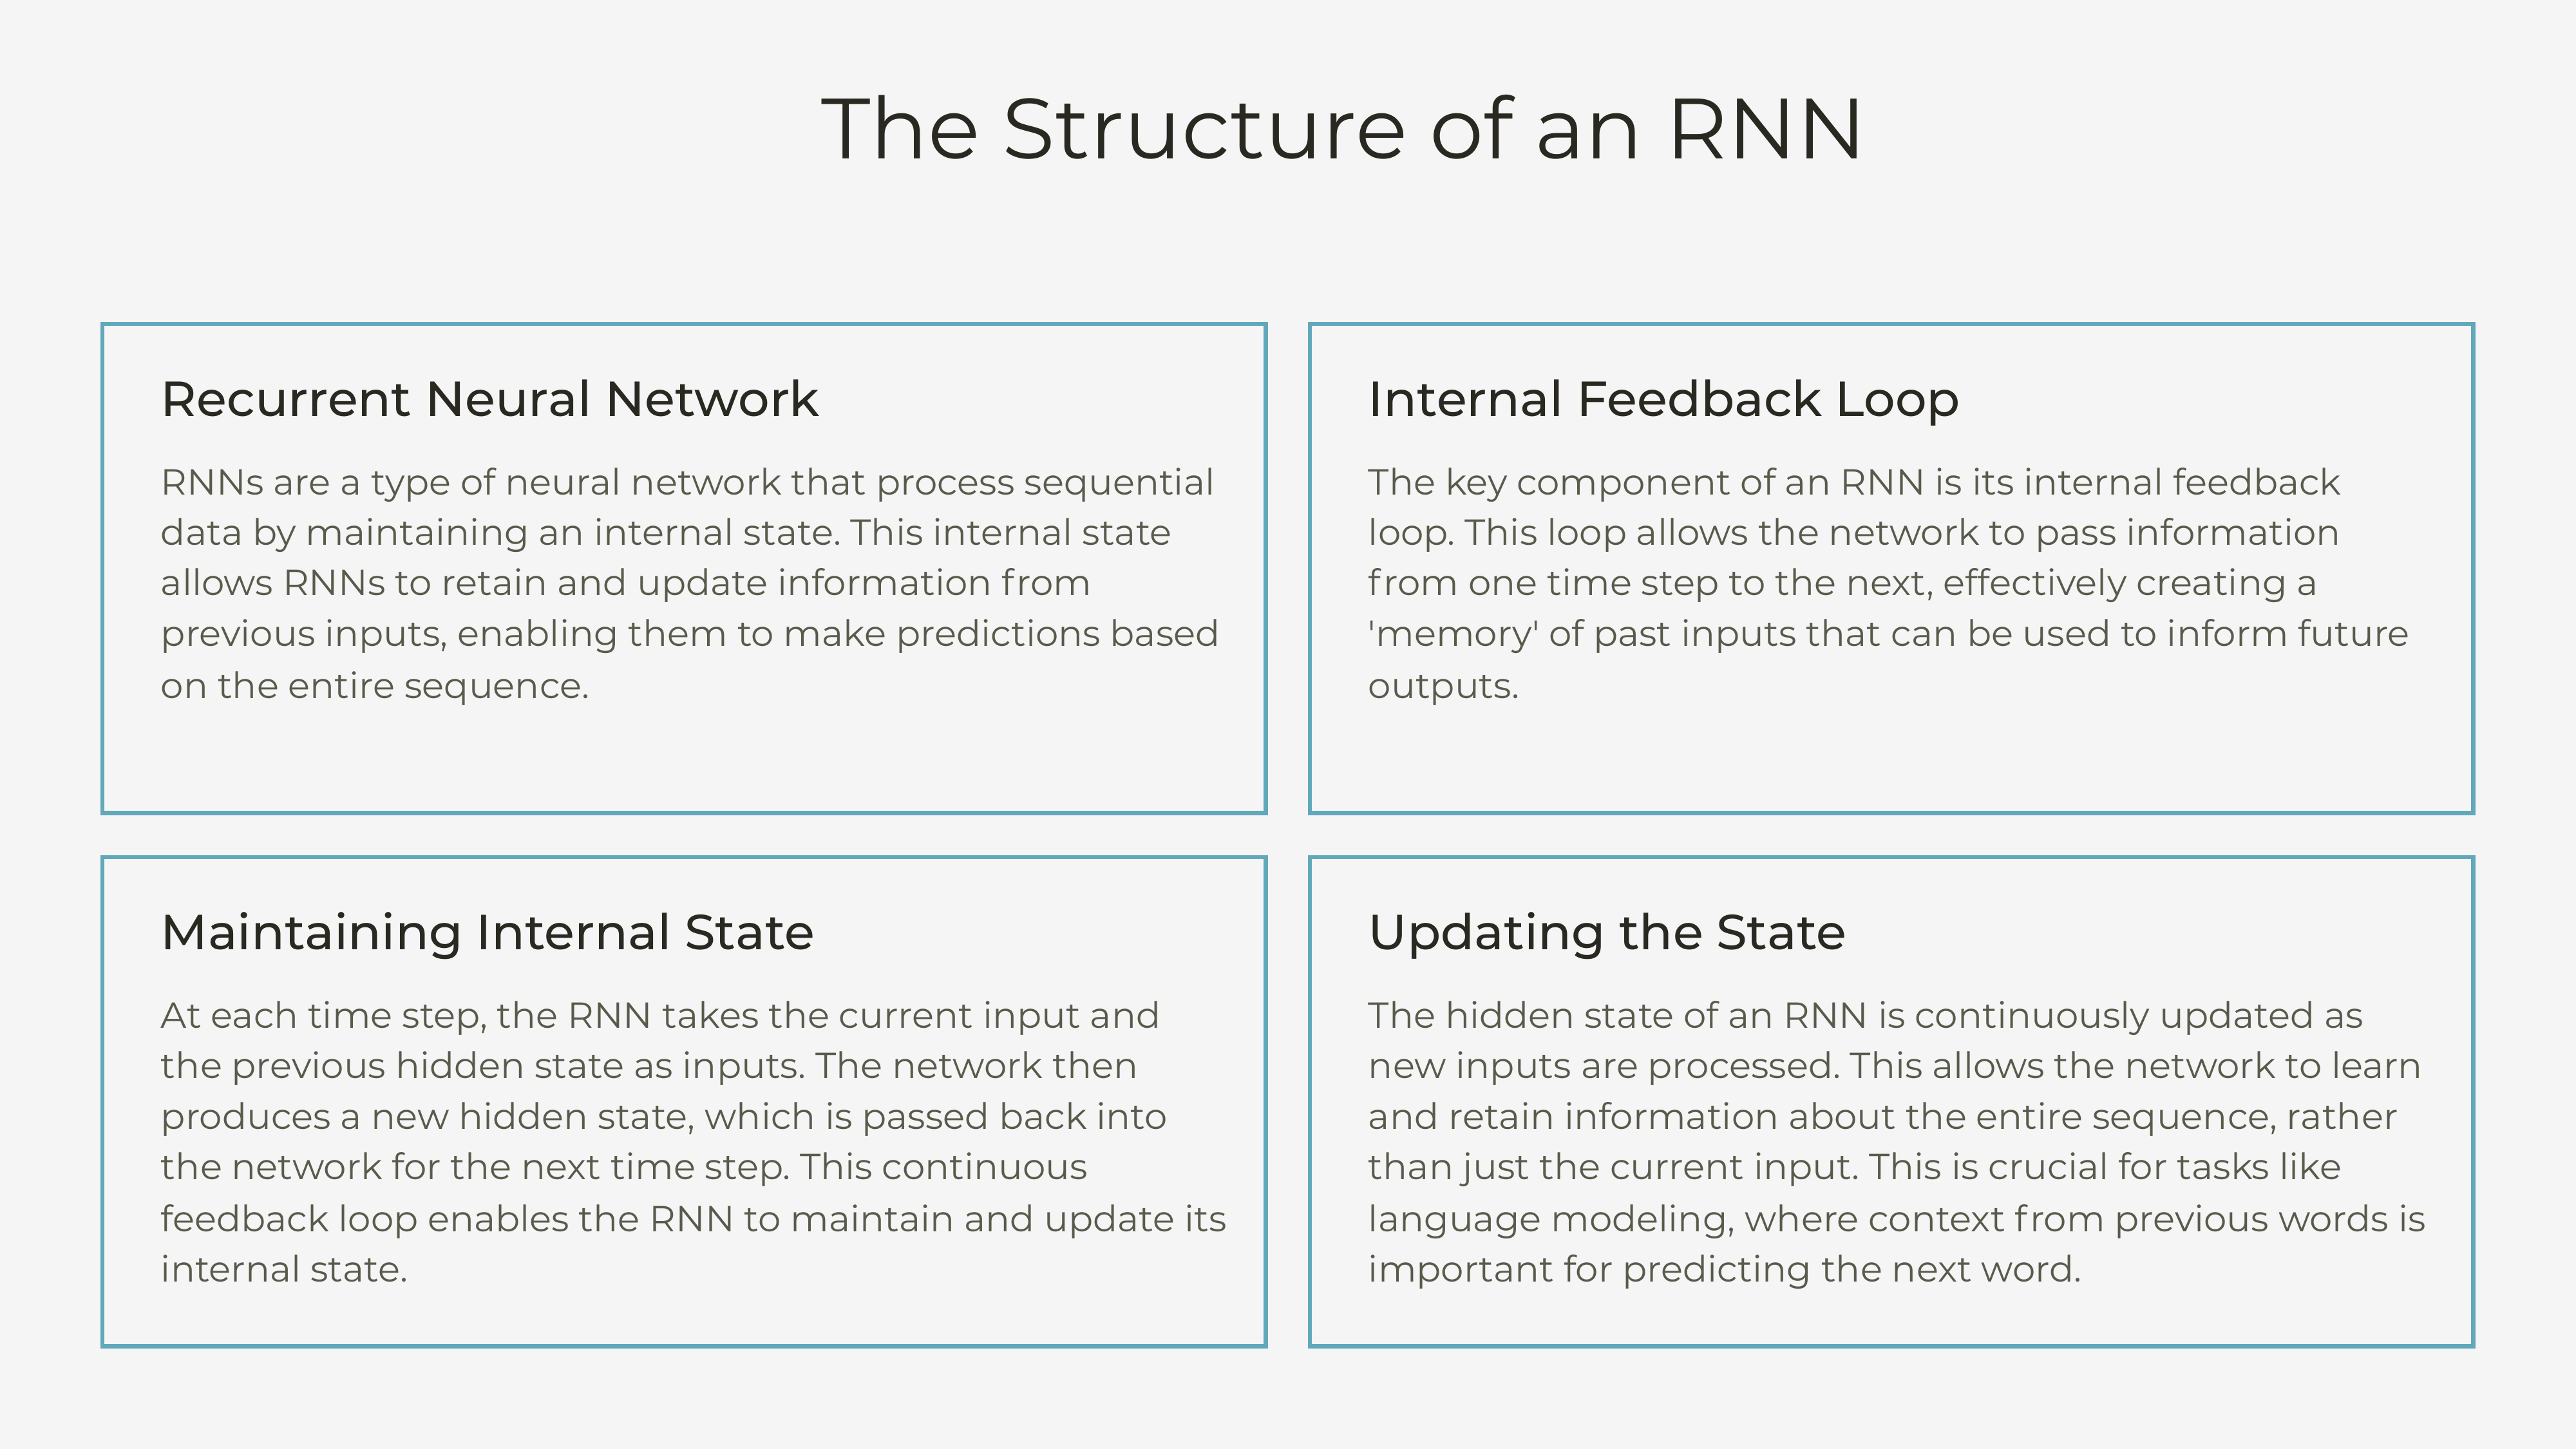 The Structure of an RNN
Recurrent Neural Network
RNNs are a type of neural network that process sequential
data by maintaining an internal state. This internal state
allows RNNs to retain and update information from
previous inputs, enabling them to make predictions based
on the entire sequence.
Internal Feedback Loop
The key component of an RNN is its internal feedback
loop. This loop allows the network to pass information
from one time step to the next, effectively creating a
'memory' of past inputs that can be used to inform future
outputs.
Maintaining Internal State
At each time step, the RNN takes the current input and
the previous hidden state as inputs. The network then
produces a new hidden state, which is passed back into
the network for the next time step. This continuous
feedback loop enables the RNN to maintain and update its
internal state.
Updating the State
The hidden state of an RNN is continuously updated as
new inputs are processed. This allows the network to learn
and retain information about the entire sequence, rather
than just the current input. This is crucial for tasks like
language modeling, where context from previous words is
important for predicting the next word.